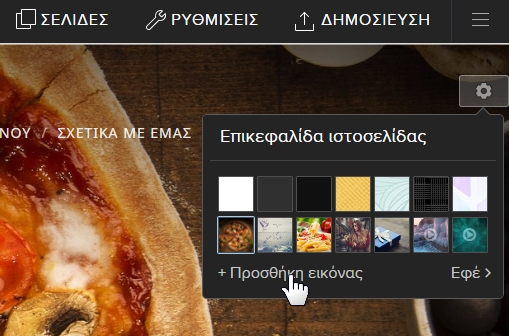 ΣΕΛΙΔΕΣ ΡΥΘΜΙΣΕΙΣ ΔΗΜΟΣΙΕΥΣΗ
ΝΟΥ / ΣΧΕΤΙΚΑ ΜΕ ΕΜΑΣ
Επικεφαλίδα ιστοσελίδας
+ Προσθήκη εικόνας Εφέ >